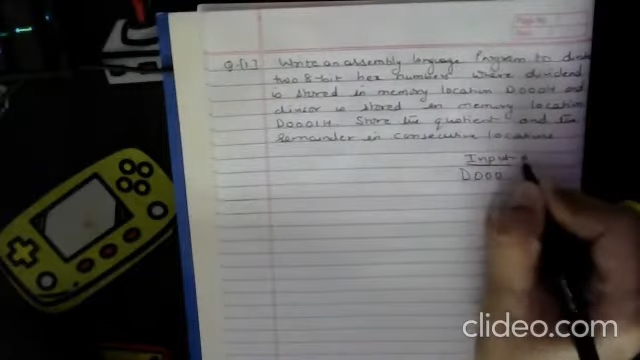 Q.[1] Write an assembly language Program to divide
two 8-bit hex numbers where dividend
is stored in memory location D000H and
divisor is stored in memory location
D0001H. Store the quotient and the
remainder in consecutive locations
Input
D000
clideo.com